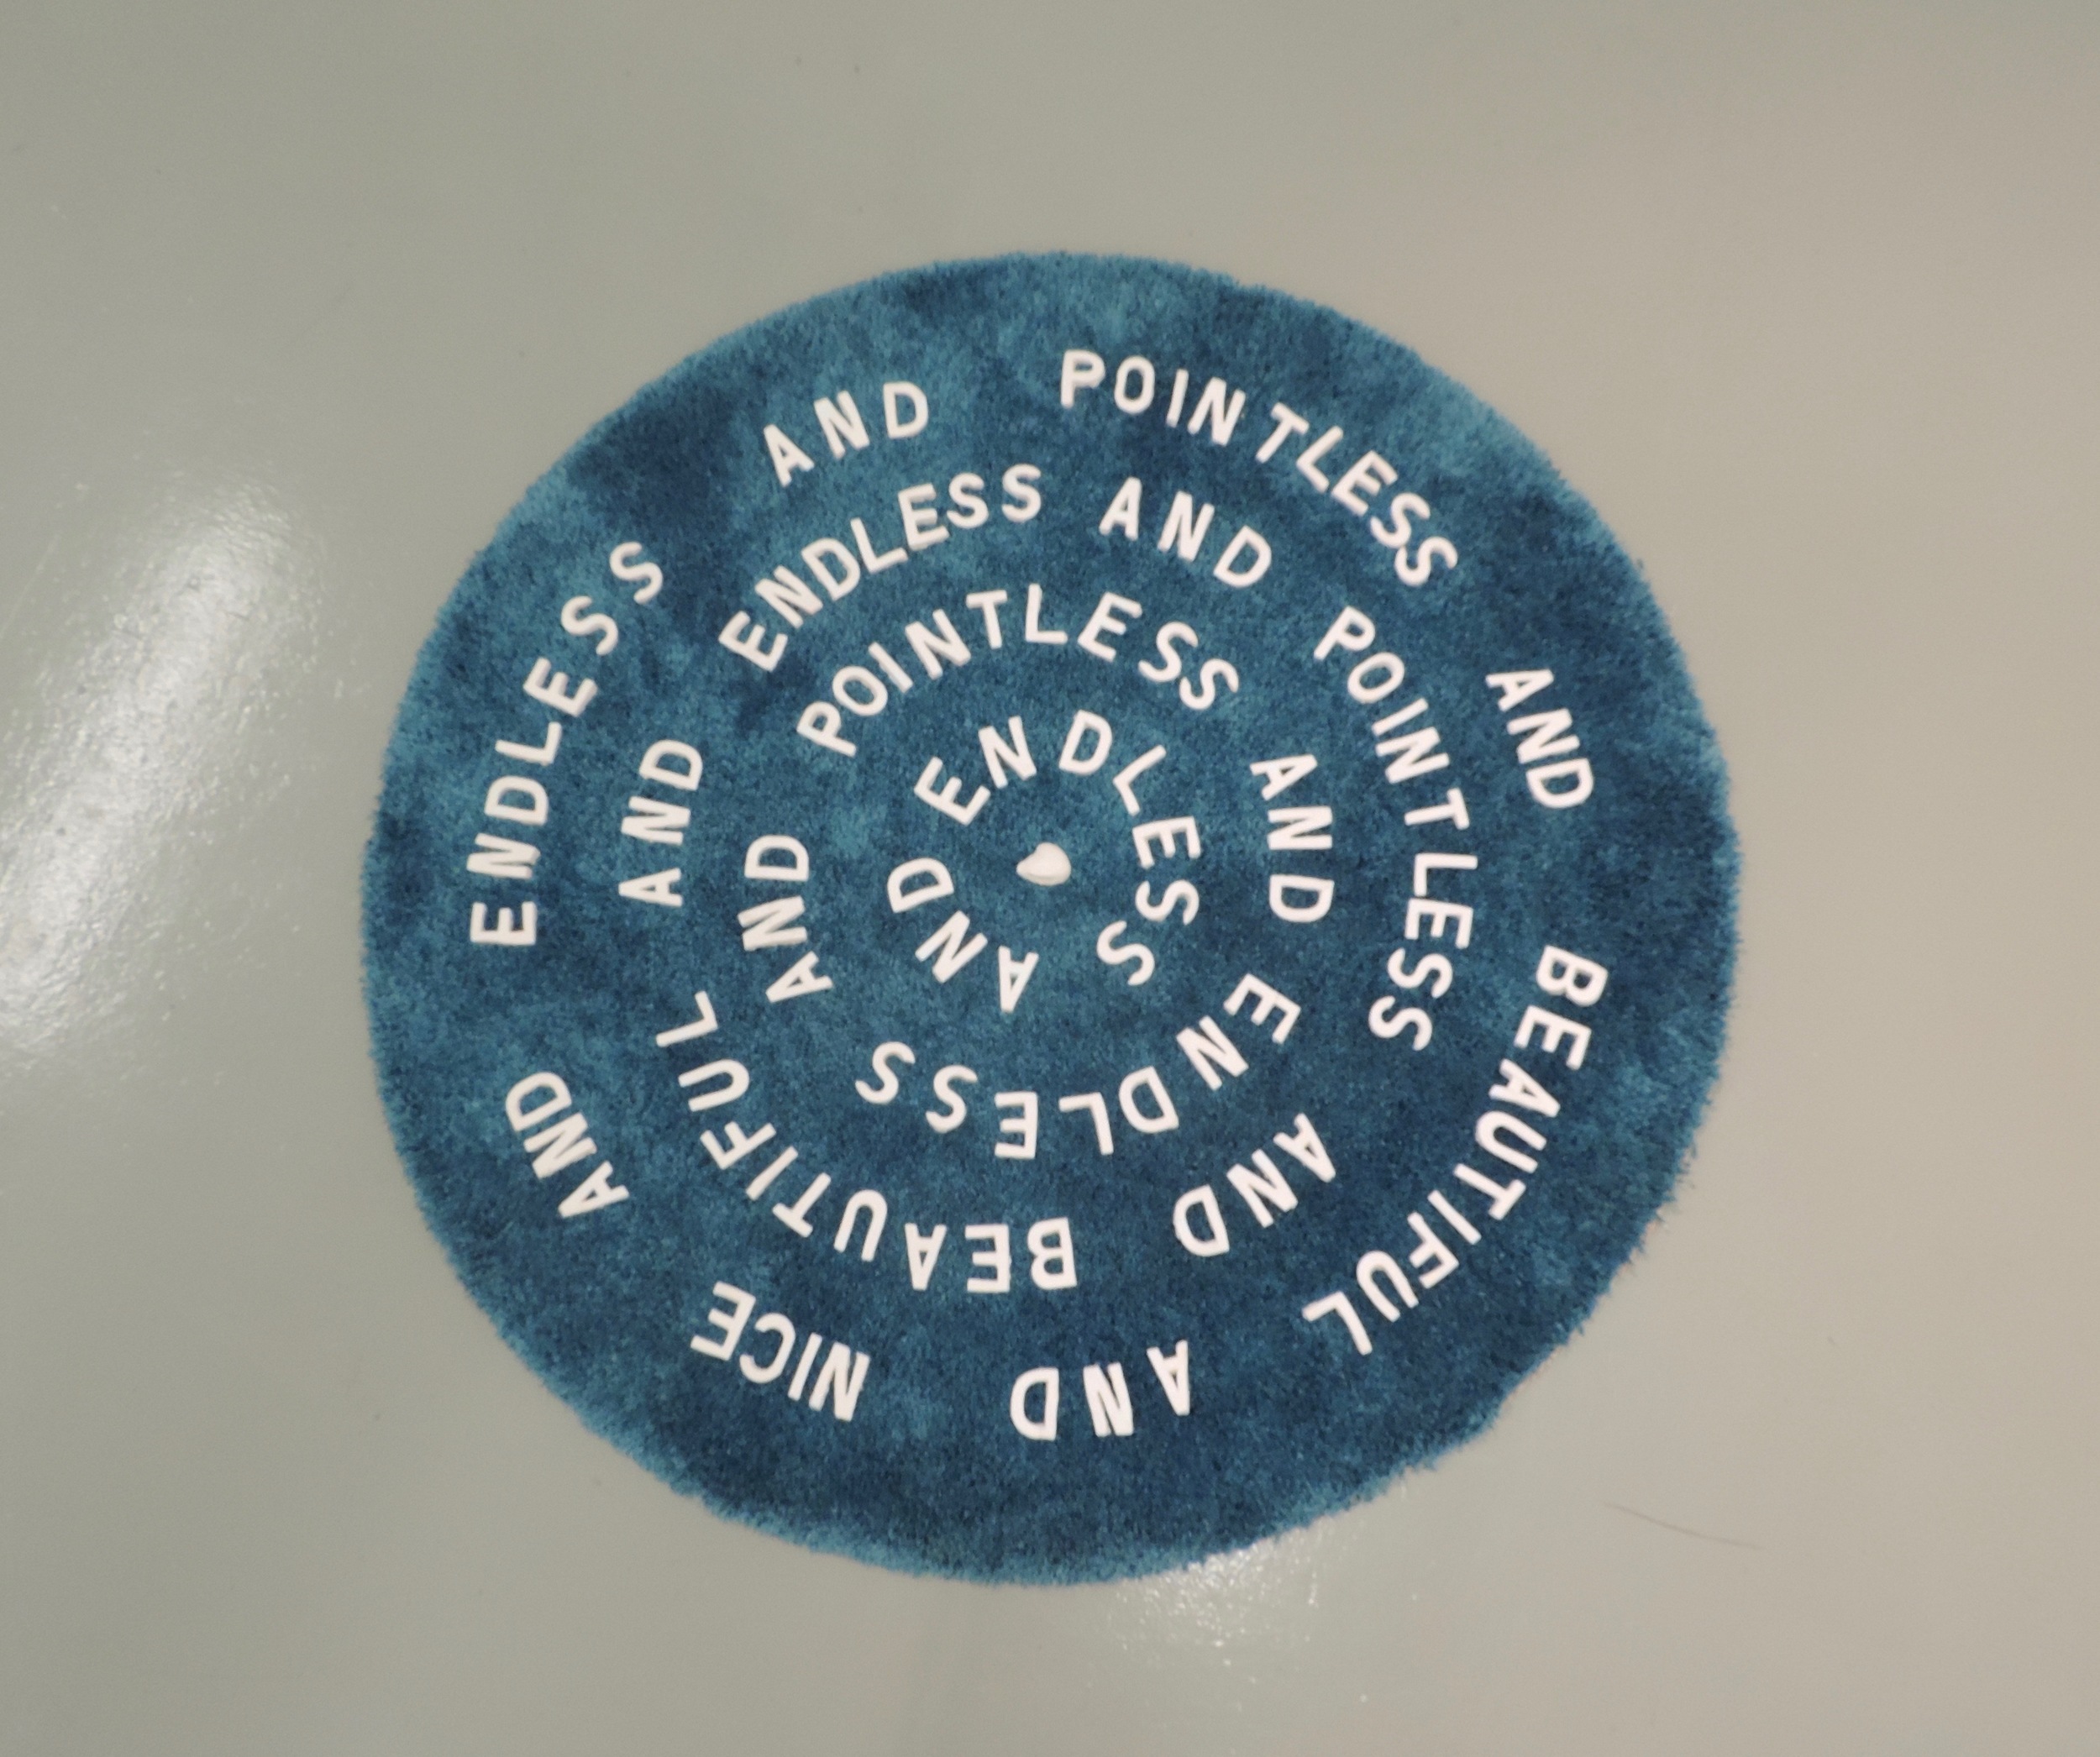 ENDLESS AND POINTLESS AND BEAUTIFUL AND NICE AND
ENDLESS AND POINTLESS AND BEAUTIFUL AND
ENDLESS AND POINTLESS AND
ENDLESS AND